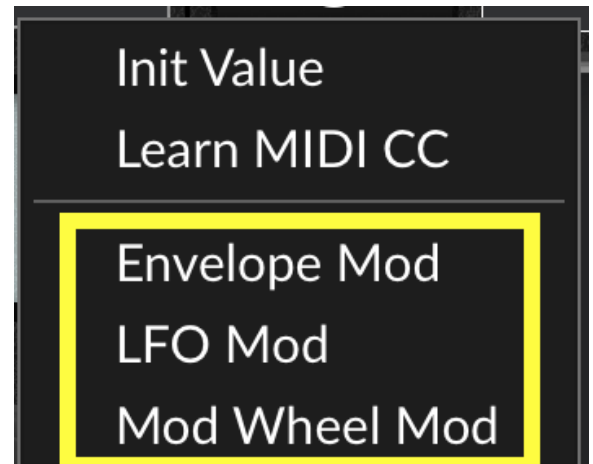 Init Value
Learn MIDI CC
Envelope Mod
LFO Mod
Mod Wheel Mod